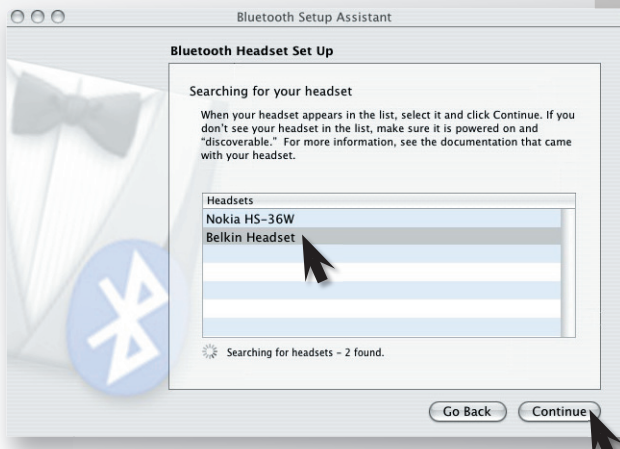 Bluetooth Setup Assistant
Bluetooth Headset Set Up
Searching for your headset
When your headset appears in the list, select it and click Continue. If you
don't see your headset in the list, make sure it is powered on and
"discoverable." For more information, see the documentation that came
with your headset.
Headsets
Nokia HS-36W
Belkin Headset
Searching for headsets – 2 found.
Go Back
Continue